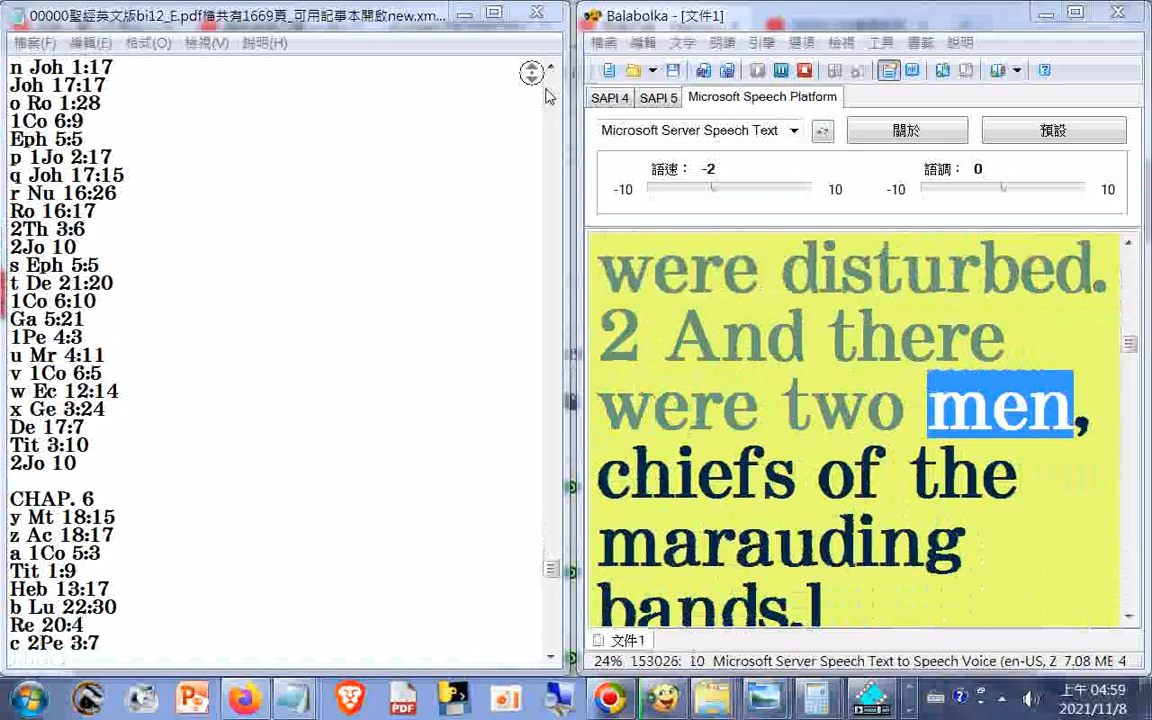 00000聖經英文版bi12_E.pdf檔共有1669頁_可用記事本開啟new.xm...
檔案(F) 編輯(E) 格式(O) 檢視(V) 說明(H)
n Joh 1:17
Joh 17:17
o Ro 1:28
1Co 6:9
Eph 5:5
p 1Jo 2:17
q Joh 17:15
r Nu 16:26
Ro 16:17
2Th 3:6
2Jo 10
s Eph 5:5
t De 21:20
1Co 6:10
Ga 5:21
1Pe 4:3
u Mr 4:11
v 1Co 6:5
w Ec 12:14
x Ge 3:24
De 17:7
Tit 3:10
2Jo 10
CHAP. 6
y Mt 18:15
z Ac 18:17
a 1Co 5:3
Tit 1:9
Heb 13:17
b Lu 22:30
Re 20:4
c 2Pe 3:7
Balabolka - [文件1]
檔案 編輯 文字 朗讀 引擎 選項 檢視 工具 書籤 說明
SAPI 4 SAPI 5 Microsoft Speech Platform
Microsoft Server Speech Text
關於
預設
語速： -2
語調： 0
-10 10 -10 10
were disturbed.
2 And there
were two men,
chiefs of the
marauding
bands.]
文件1
24% 153026: 10 Microsoft Server Speech Text to Speech Voice (en-US, Z 7.08 ME 4
PDF
上午 04:59
2021/11/8